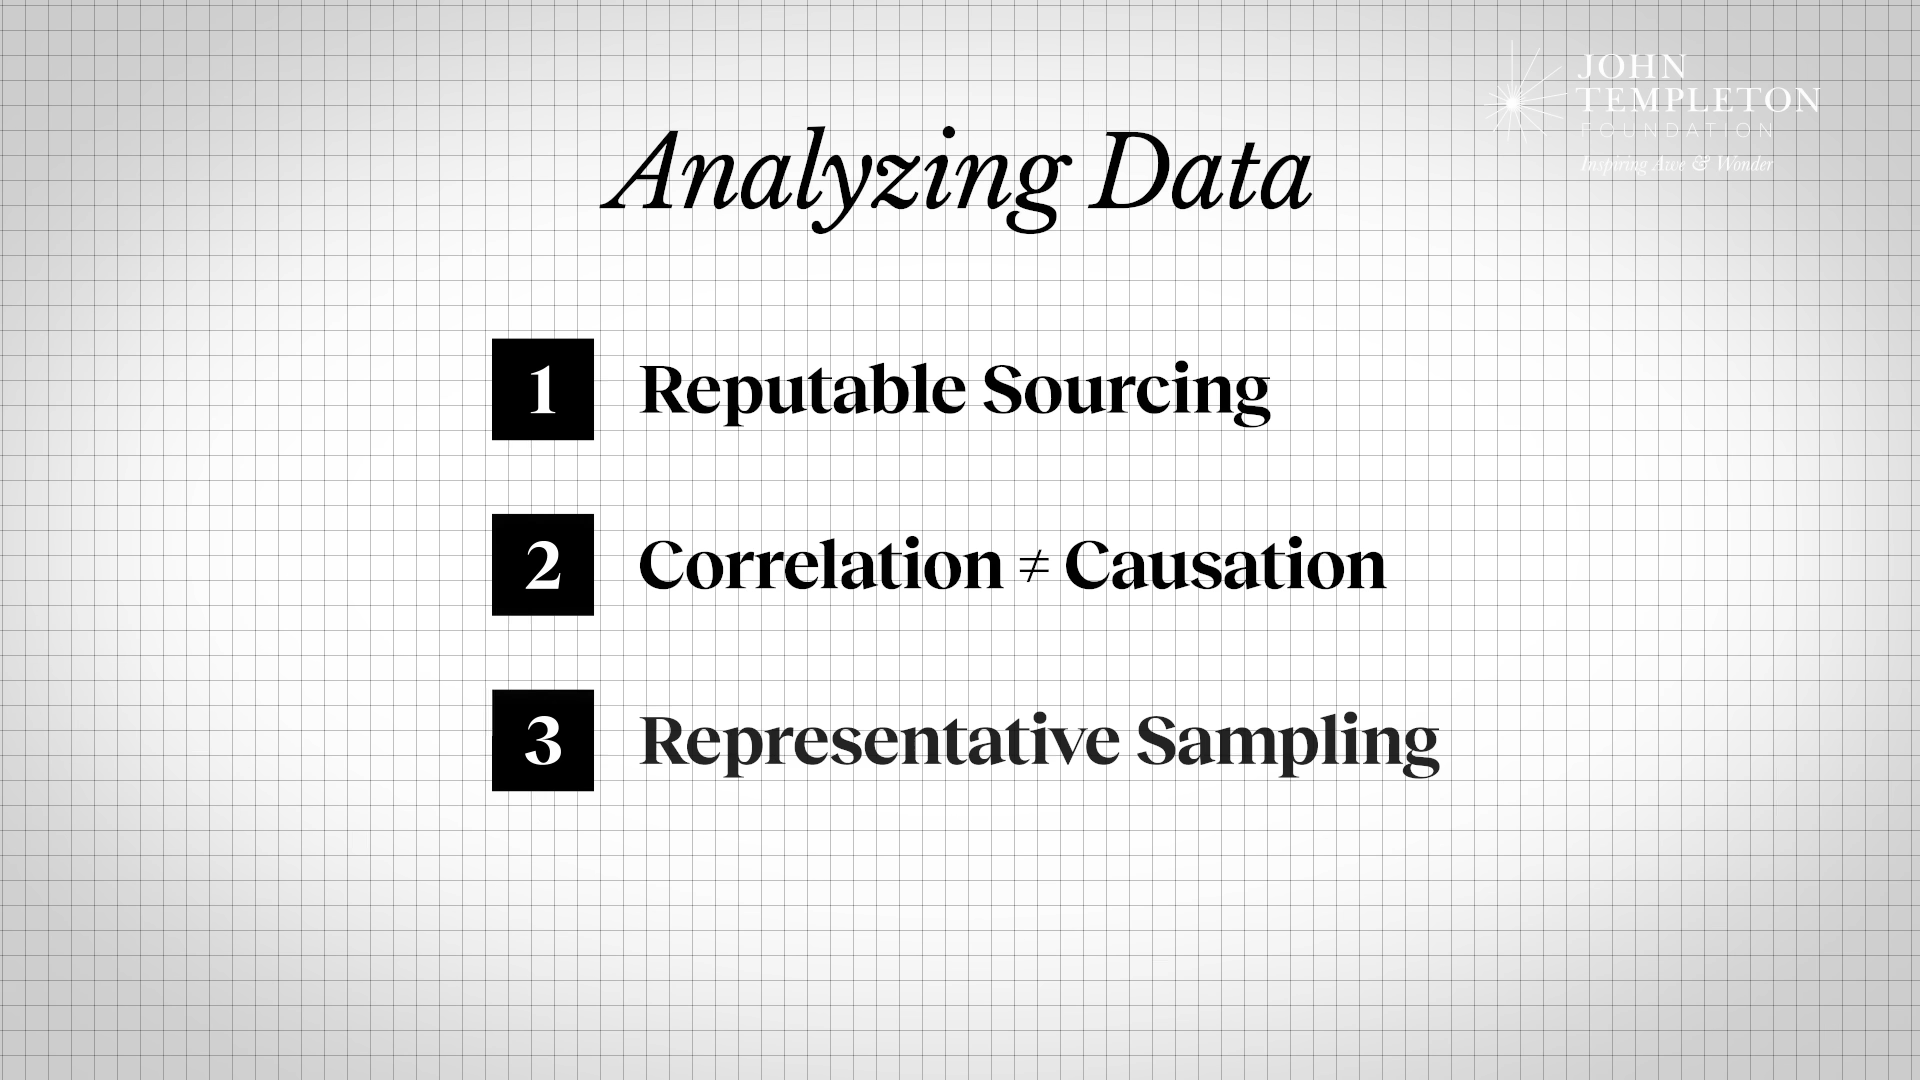 JOHN
TEMPLETON
FOUNDATION
Inspiring Awe & Wonder
Analyzing Data
1 Reputable Sourcing
2 Correlation ≠ Causation
3 Representative Sampling